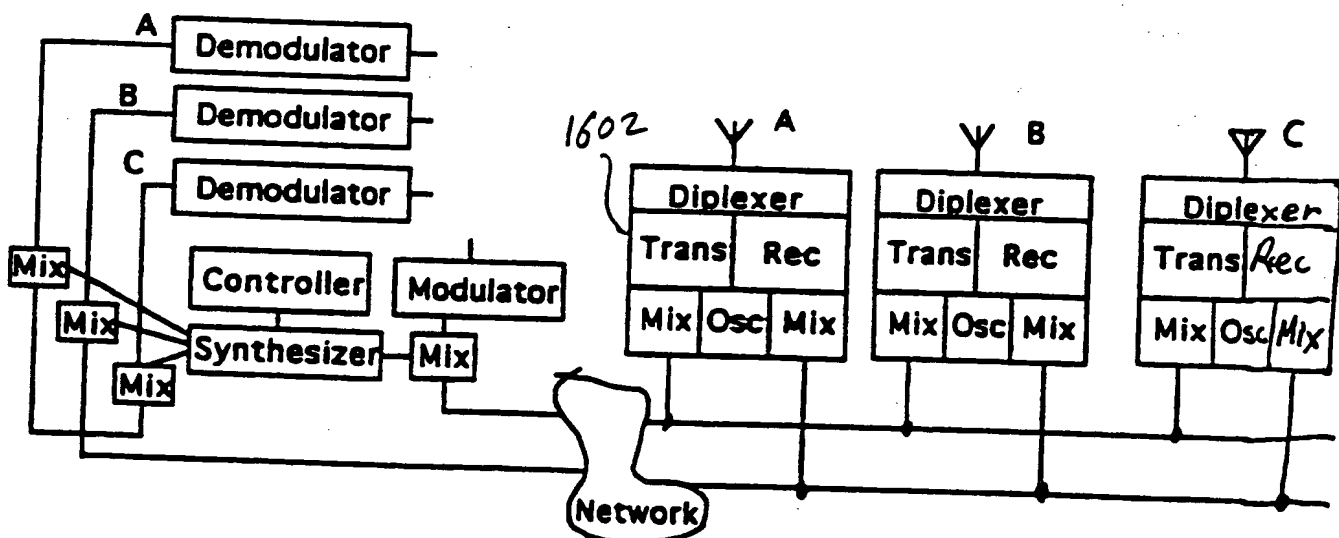 A
Demodulator
B
Demodulator
C
Demodulator
Mix
Mix
Mix
Controller
Synthesizer
Modulator
Mix
Network
1602
A
Diplexer
Trans Rec
Mix Osc Mix
B
Diplexer
Trans Rec
Mix Osc Mix
C
Diplexer
Trans Rec
Mix Osc Mix